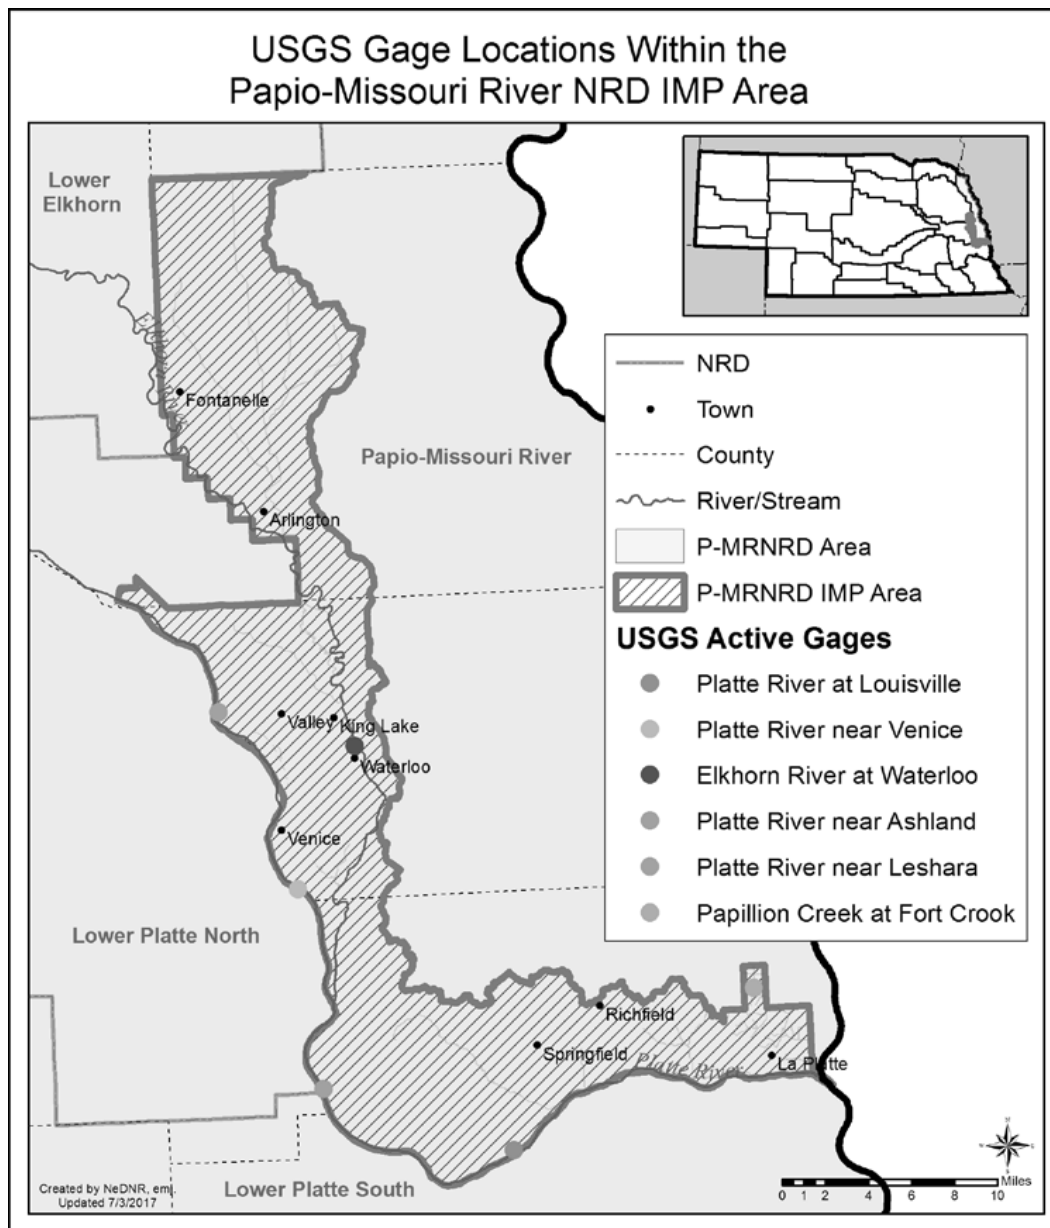 USGS Gage Locations Within the
Papio-Missouri River NRD IMP Area
Lower
Elkhorn
NRD
Town
County
River/Stream
P-MRNRD Area
P-MRNRD IMP Area
USGS Active Gages
Platte River at Louisville
Platte River near Venice
Elkhorn River at Waterloo
Platte River near Ashland
Platte River near Leshara
Papillion Creek at Fort Crook
Fontanelle
Papio-Missouri River
Arlington
Valley
King Lake
Waterloo
Venice
Lower Platte North
Richfield
Springfield
Platte River
La Platte
Lower Platte South
Created by NeDNR, emj.
Updated 7/3/2017
N
Miles
0 1 2 4 6 8 10